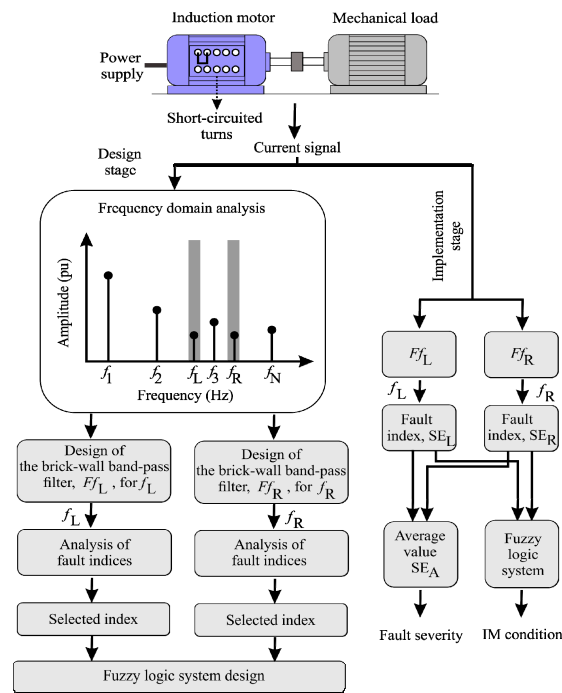 Induction motor
Mechanical load
Power
supply
Short-circuited
turns
Current signal
Design
stage
Implementation
stage
Frequency domain analysis
Amplitude (pu)
f1 f2 fL f3 fR fN
Frequency (Hz)
Design of
the brick-wall band-pass
filter, FfL , for fL
Design of
the brick-wall band-pass
filter, FfR , for fR
fL
fR
Analysis of
fault indices
Analysis of
fault indices
Selected index
Selected index
Fuzzy logic system design
FfL
FfR
fL
fR
Fault
index, SEL
Fault
index, SER
Average
value
SEA
Fuzzy
logic
system
Fault severity
IM condition